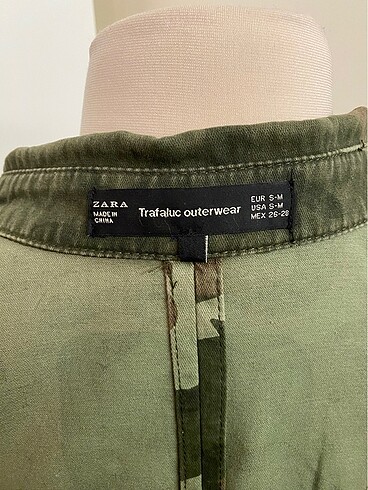 ZARA
MADE IN
CHINA
Trafaluc outerwear
EUR S-M
USA S-M
MEX 26-28